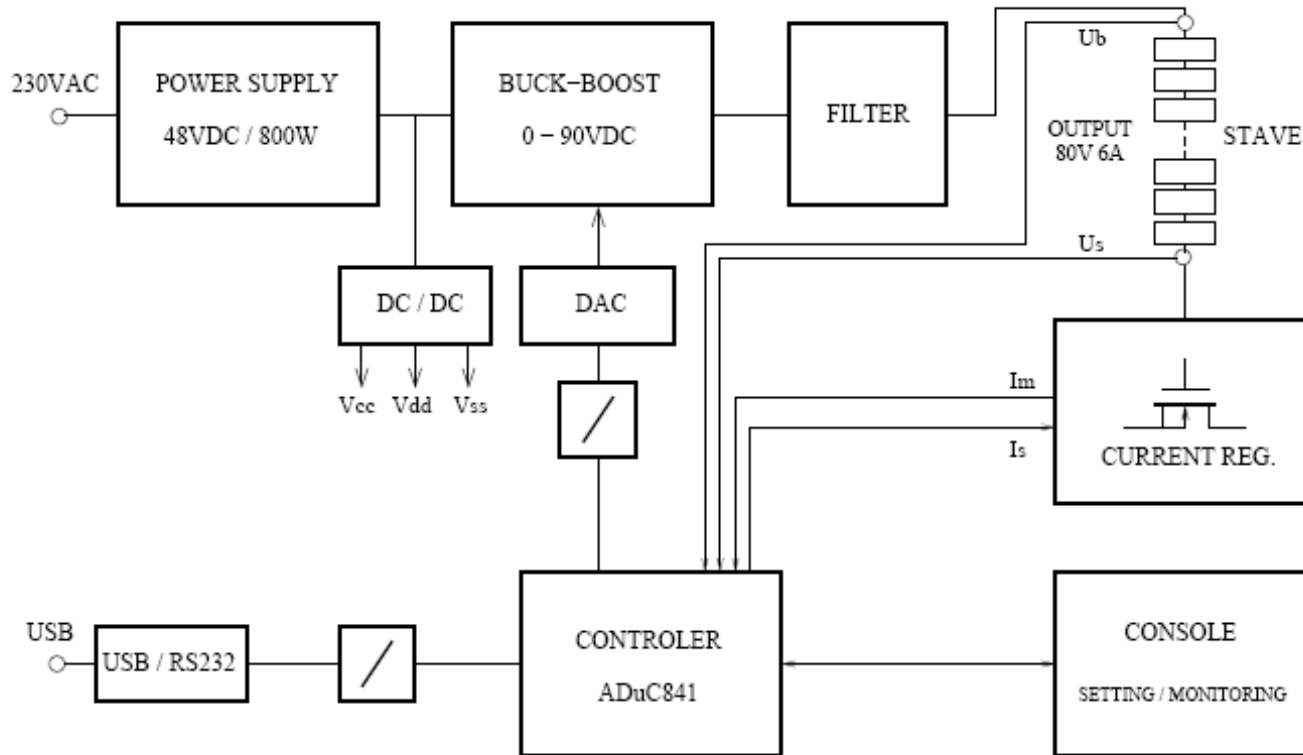 230VAC
POWER SUPPLY
48VDC / 800W
BUCK−BOOST
0 − 90VDC
FILTER
Ub
OUTPUT
80V 6A
STAVE
Us
DC / DC
Vcc
Vdd
Vss
DAC
Im
Is
CURRENT REG.
USB
USB / RS232
CONTROLER
ADuC841
CONSOLE
SETTING / MONITORING